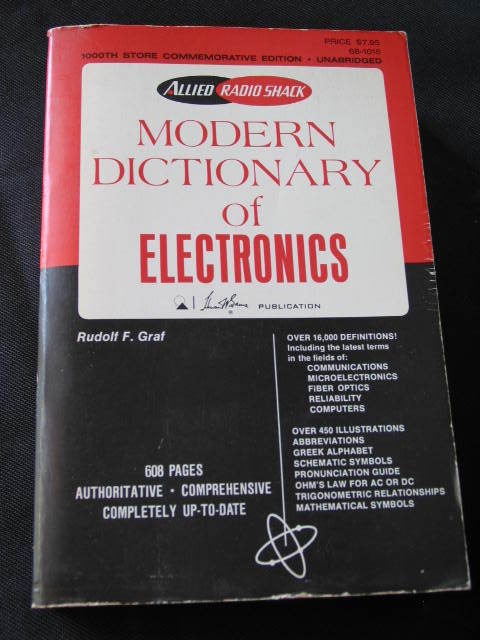 PRICE $7.95
68-1016
1000TH STORE COMMEMORATIVE EDITION • UNABRIDGED
ALLIED RADIO SHACK
MODERN
DICTIONARY
of
ELECTRONICS
Howard W. Sams PUBLICATION
Rudolf F. Graf
OVER 16,000 DEFINITIONS!
Including the latest terms
in the fields of:
COMMUNICATIONS
MICROELECTRONICS
FIBER OPTICS
RELIABILITY
COMPUTERS
OVER 450 ILLUSTRATIONS
ABBREVIATIONS
GREEK ALPHABET
SCHEMATIC SYMBOLS
PRONUNCIATION GUIDE
OHM'S LAW FOR AC OR DC
TRIGONOMETRIC RELATIONSHIPS
MATHEMATICAL SYMBOLS
608 PAGES
AUTHORITATIVE • COMPREHENSIVE
COMPLETELY UP-TO-DATE